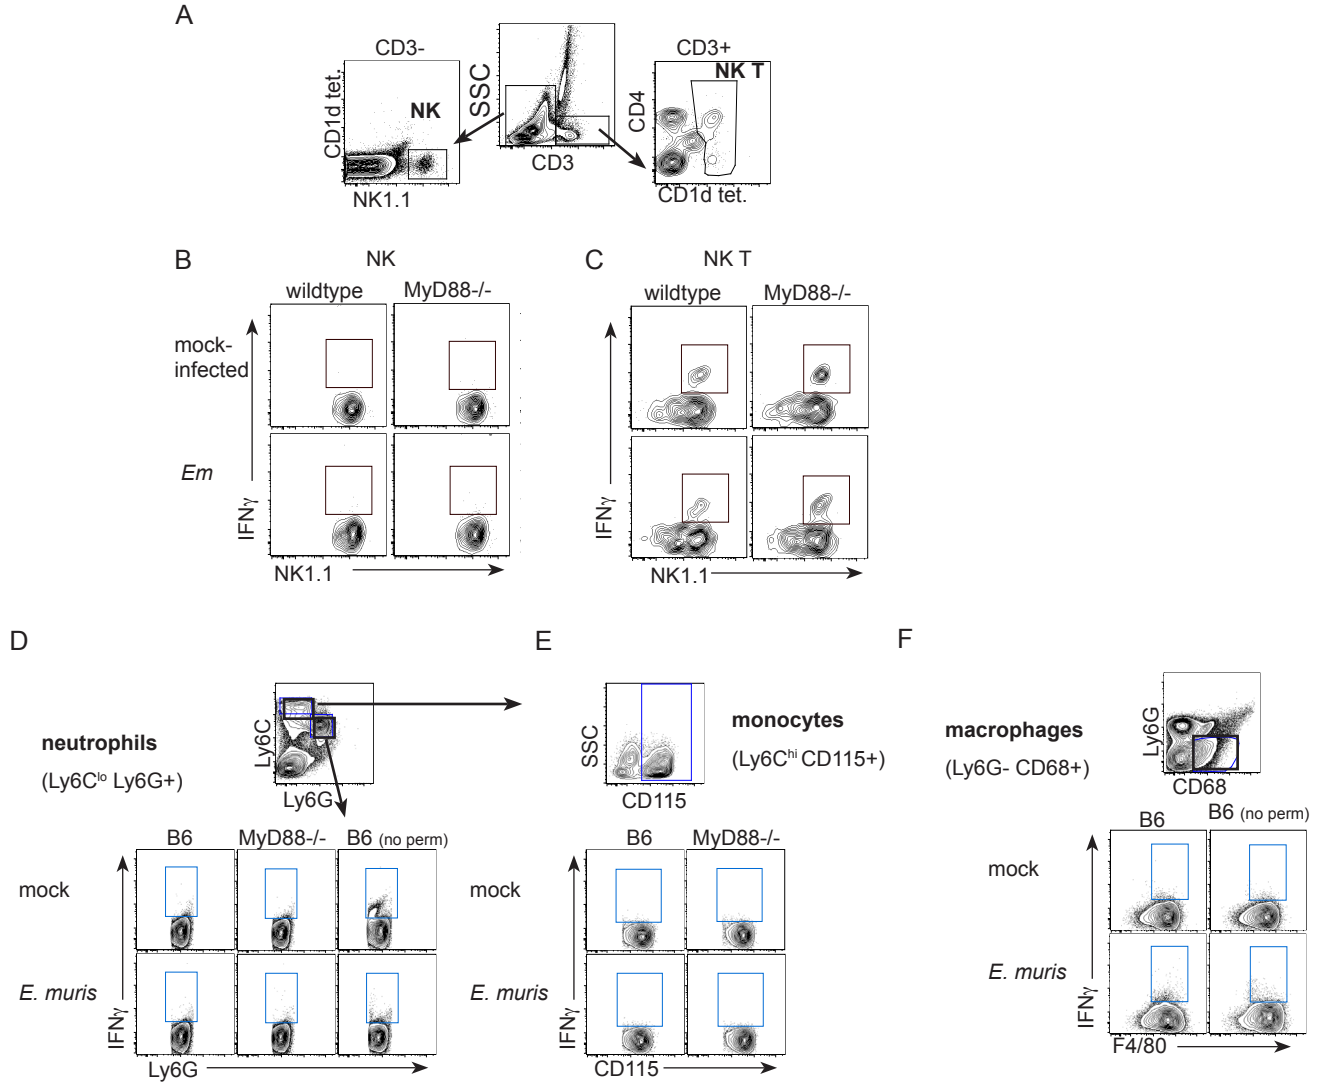 A
CD3-
CD3+
CD1d tet.
NK
NK1.1
SSC
CD3
NK T
CD4
CD1d tet.
B
NK
wildtype
MyD88-/-
mock-
infected
Em
IFNγ
NK1.1
C
NK T
wildtype
MyD88-/-
IFNγ
NK1.1
D
neutrophils
(Ly6Clo Ly6G+)
Ly6C
Ly6G
B6
MyD88-/-
B6 (no perm)
mock
E. muris
IFNγ
Ly6G
E
SSC
CD115
monocytes
(Ly6Chi CD115+)
B6
MyD88-/-
mock
E. muris
IFNγ
CD115
F
macrophages
(Ly6G- CD68+)
Ly6G
CD68
B6
B6 (no perm)
mock
E. muris
IFNγ
F4/80